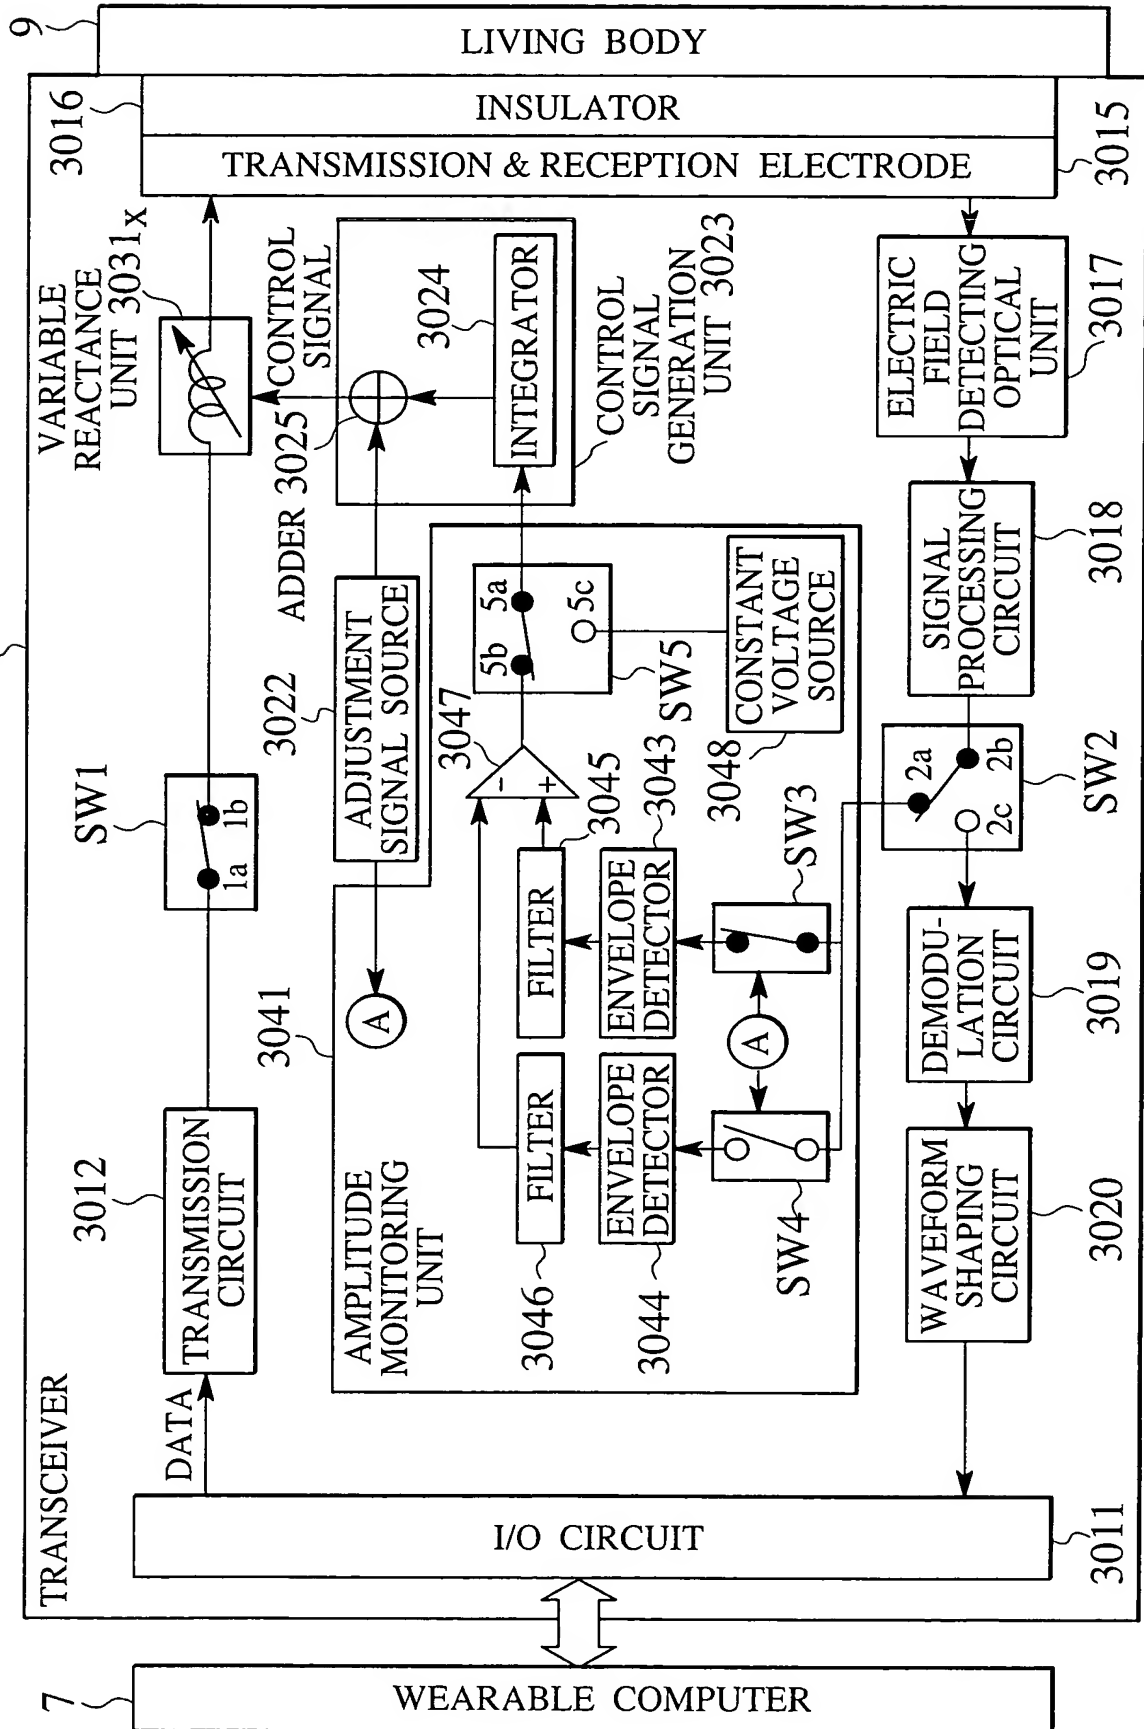 TRANSCEIVER
7
WEARABLE COMPUTER
I/O CIRCUIT
3011
DATA
3012
TRANSMISSION
CIRCUIT
SW1
1a
1b
VARIABLE
REACTANCE
UNIT 3031x
3016
9
LIVING BODY
INSULATOR
TRANSMISSION & RECEPTION ELECTRODE
3015
CONTROL
SIGNAL
ADDER 3025
3024
INTEGRATOR
CONTROL
SIGNAL
GENERATION
UNIT 3023
3022
ADJUSTMENT
SIGNAL SOURCE
3041
A
AMPLITUDE
MONITORING
UNIT
3047
-
+
5b
5a
5c
SW5
CONSTANT
VOLTAGE
SOURCE
3048
FILTER
3045
FILTER
3046
ENVELOPE
DETECTOR
3043
ENVELOPE
DETECTOR
3044
A
SW3
SW4
ELECTRIC
FIELD
DETECTING
OPTICAL
UNIT
3017
SIGNAL
PROCESSING
CIRCUIT
3018
2a
2b
2c
SW2
DEMODU-
LATION
CIRCUIT
3019
WAVEFORM
SHAPING
CIRCUIT
3020